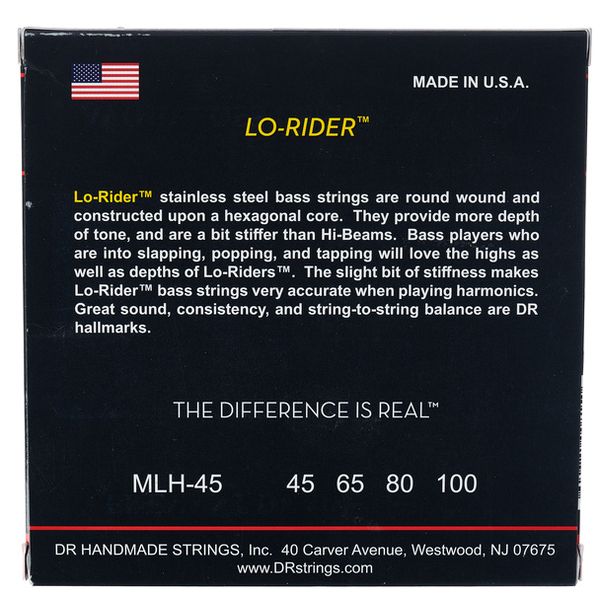 MADE IN U.S.A.
LO-RIDER™
Lo-Rider™ stainless steel bass strings are round wound and
constructed upon a hexagonal core. They provide more depth
of tone, and are a bit stiffer than Hi-Beams. Bass players who
are into slapping, popping, and tapping will love the highs as
well as depths of Lo-Riders™. The slight bit of stiffness makes
Lo-Rider™ bass strings very accurate when playing harmonics.
Great sound, consistency, and string-to-string balance are DR
hallmarks.
THE DIFFERENCE IS REAL™
MLH-45 45 65 80 100
DR HANDMADE STRINGS, Inc. 40 Carver Avenue, Westwood, NJ 07675
www.DRstrings.com